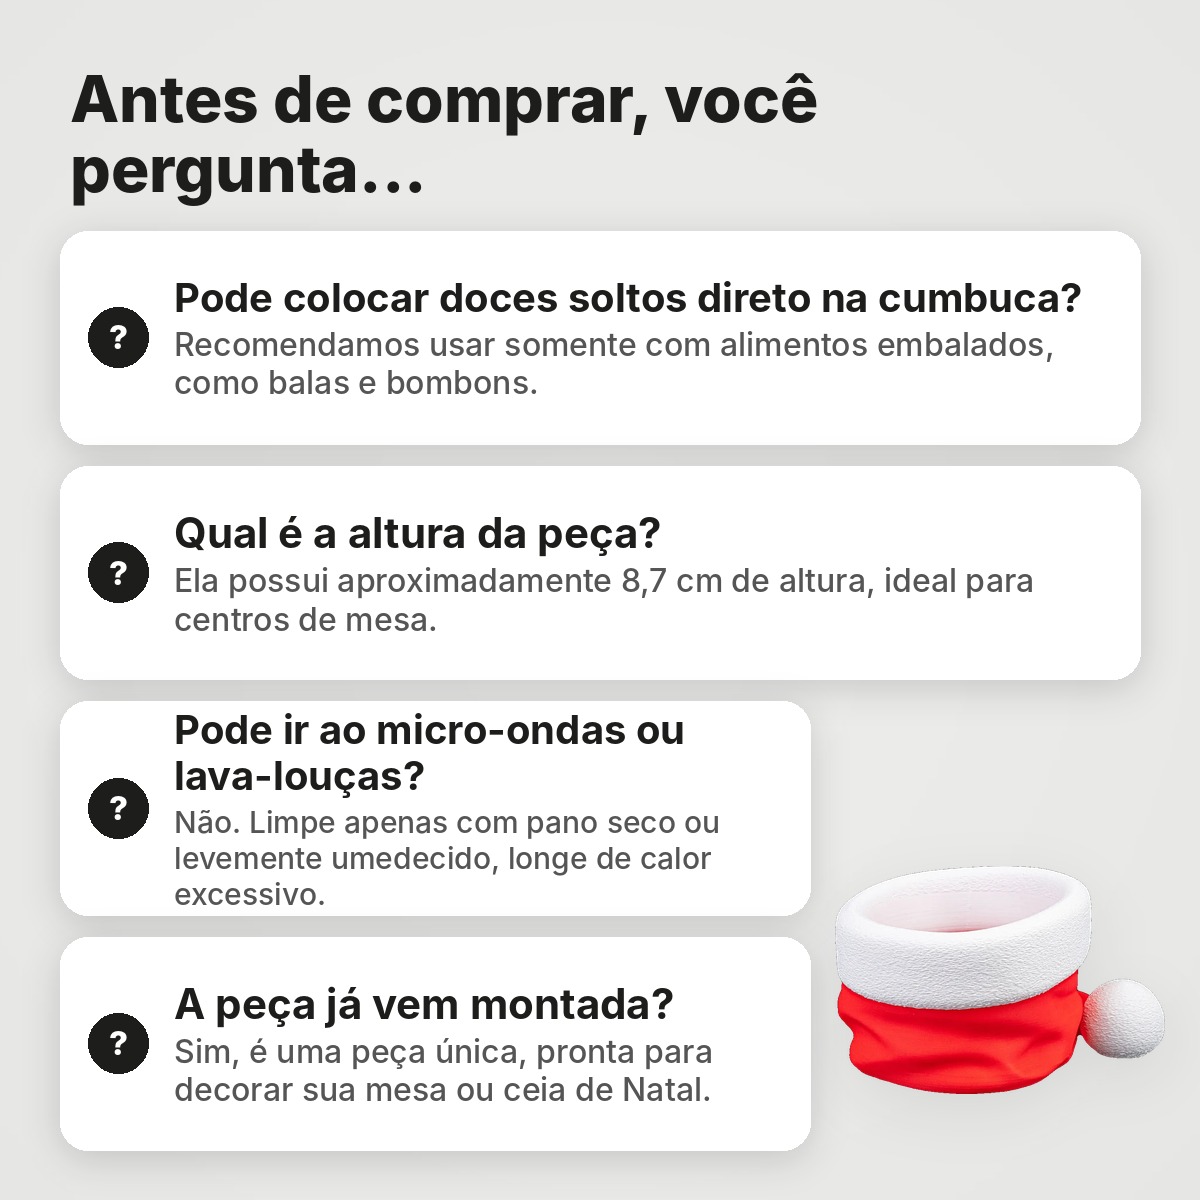 Antes de comprar, você
pergunta...
?
Pode colocar doces soltos direto na cumbuca?
Recomendamos usar somente com alimentos embalados,
como balas e bombons.
?
Qual é a altura da peça?
Ela possui aproximadamente 8,7 cm de altura, ideal para
centros de mesa.
?
Pode ir ao micro-ondas ou
lava-louças?
Não. Limpe apenas com pano seco ou
levemente umedecido, longe de calor
excessivo.
?
A peça já vem montada?
Sim, é uma peça única, pronta para
decorar sua mesa ou ceia de Natal.